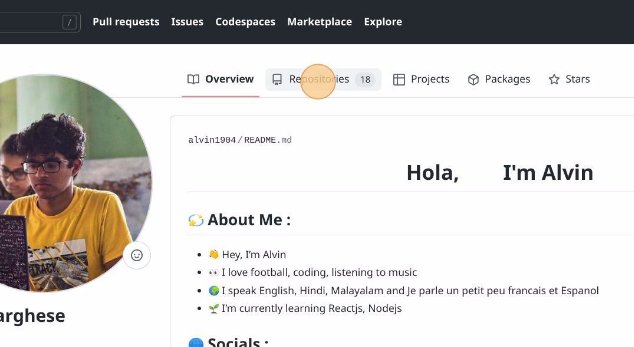 / Pull requests Issues Codespaces Marketplace Explore
Overview Repositories 18 Projects Packages Stars
alvin1904/README.md
Hola, I'm Alvin
💫 About Me :
👋 Hey, I'm Alvin
👀 I love football, coding, listening to music
🌍 I speak English, Hindi, Malayalam and Je parle un petit peu francais et Espanol
🌱 I'm currently learning Reactjs, Nodejs
arghese
🌐 Socials :